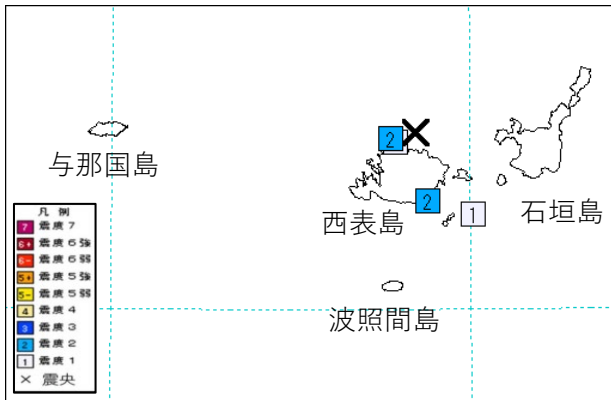 2
与那国島
石垣島
2
1
西表島
波照間島
凡 例
7 震度 7
6+ 震度 6 強
6- 震度 6 弱
5+ 震度 5 強
5- 震度 5 弱
4 震度 4
3 震度 3
2 震度 2
1 震度 1
× 震央